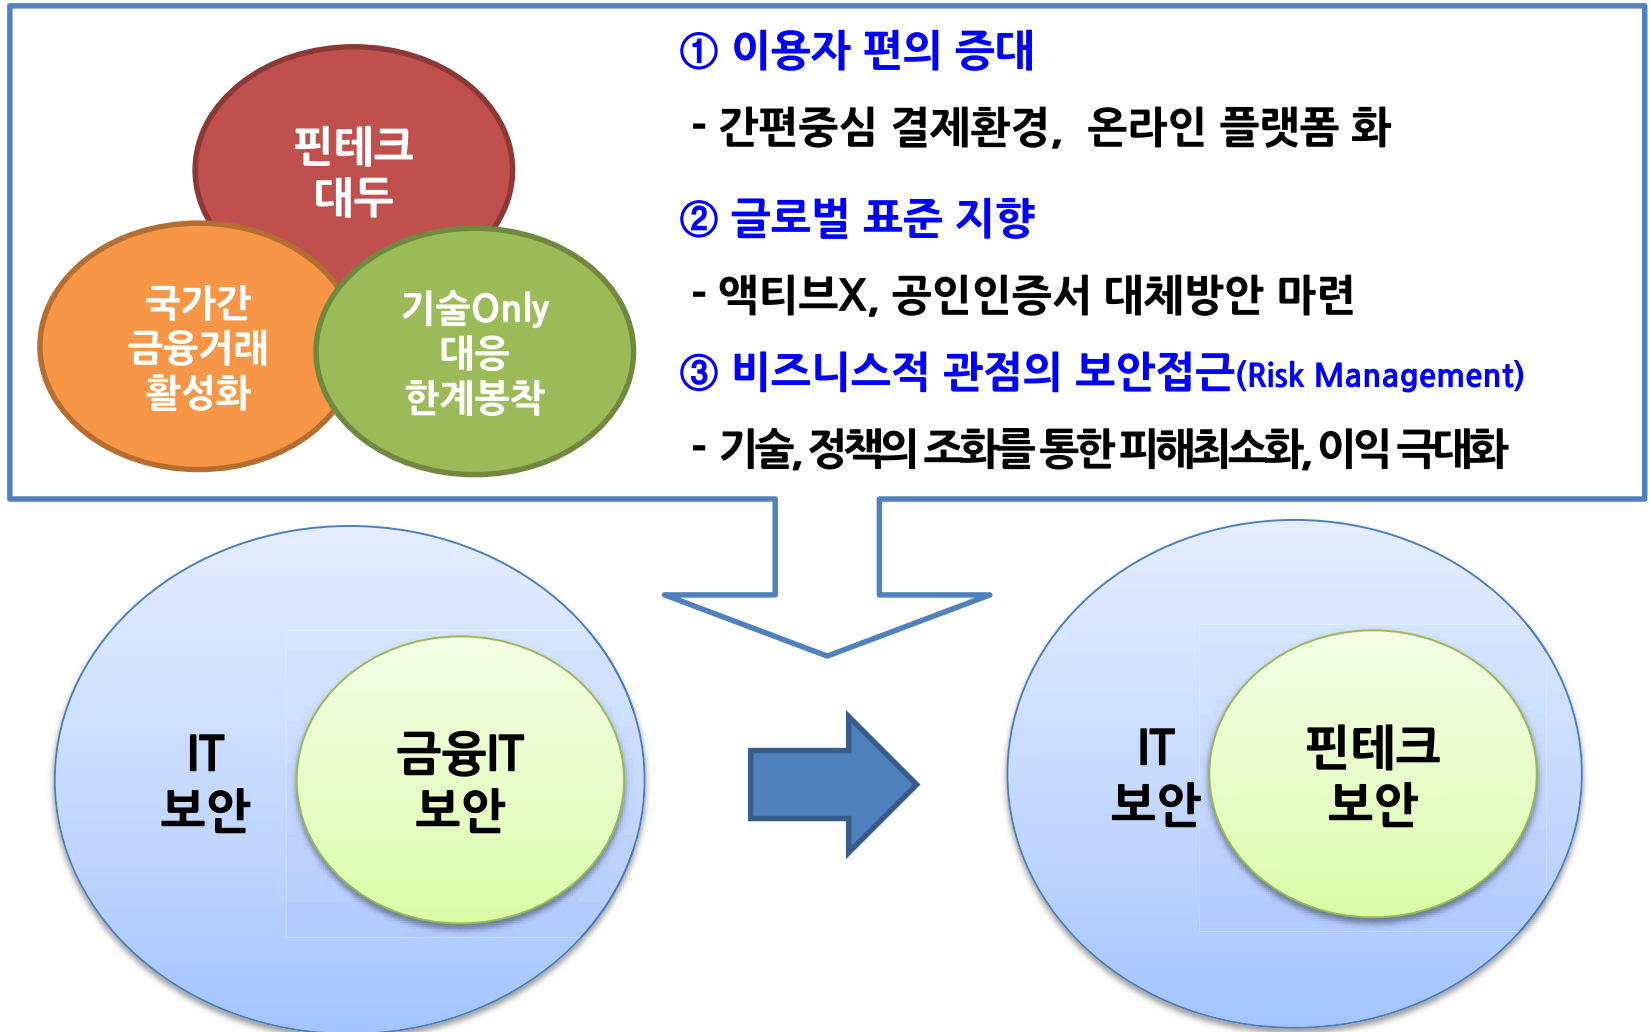 핀테크
대두
국가간
금융거래
활성화
기술Only
대응
한계봉착
① 이용자 편의 증대
- 간편중심 결제환경, 온라인 플랫폼 화
② 글로벌 표준 지향
- 액티브X, 공인인증서 대체방안 마련
③ 비즈니스적 관점의 보안접근(Risk Management)
- 기술, 정책의 조화를 통한 피해최소화, 이익 극대화
IT
보안
금융IT
보안
IT
보안
핀테크
보안